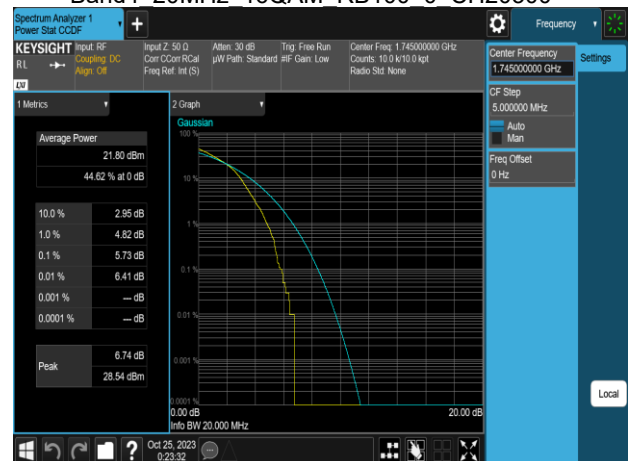 Spectrum Analyzer 1
Power Stat CCDF
Frequency
KEYSIGHT
RL
LXI
Input: RF
Coupling: DC
Align: Off
Input Z: 50 Ω
Corr CCorr RCal
Freq Ref: Int (S)
Atten: 30 dB
µW Path: Standard
Trig: Free Run
#IF Gain: Low
Center Freq: 1.745000000 GHz
Counts: 10.0 k/10.0 kpt
Radio Std: None
Center Frequency
1.745000000 GHz
Settings
CF Step
5.000000 MHz
Auto
Man
Freq Offset
0 Hz
1 Metrics
Average Power
21.80 dBm
44.62 % at 0 dB
10.0 % 2.95 dB
1.0 % 4.82 dB
0.1 % 5.73 dB
0.01 % 6.41 dB
0.001 % --- dB
0.0001 % --- dB
Peak 6.74 dB
28.54 dBm
2 Graph
Gaussian
100 %
10 %
1 %
0.1 %
0.01 %
0.001 %
0.0001 %
0.00 dB 20.00 dB
Info BW 20.000 MHz
Local
?
Oct 25, 2023
0:23:32